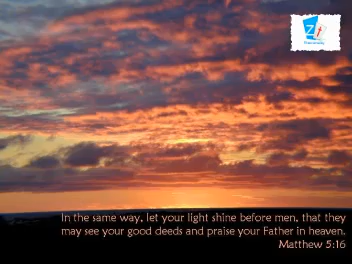 In the same way, let your light shine before men, that they
may see your good deeds and praise your Father in heaven.
Matthew 5:16